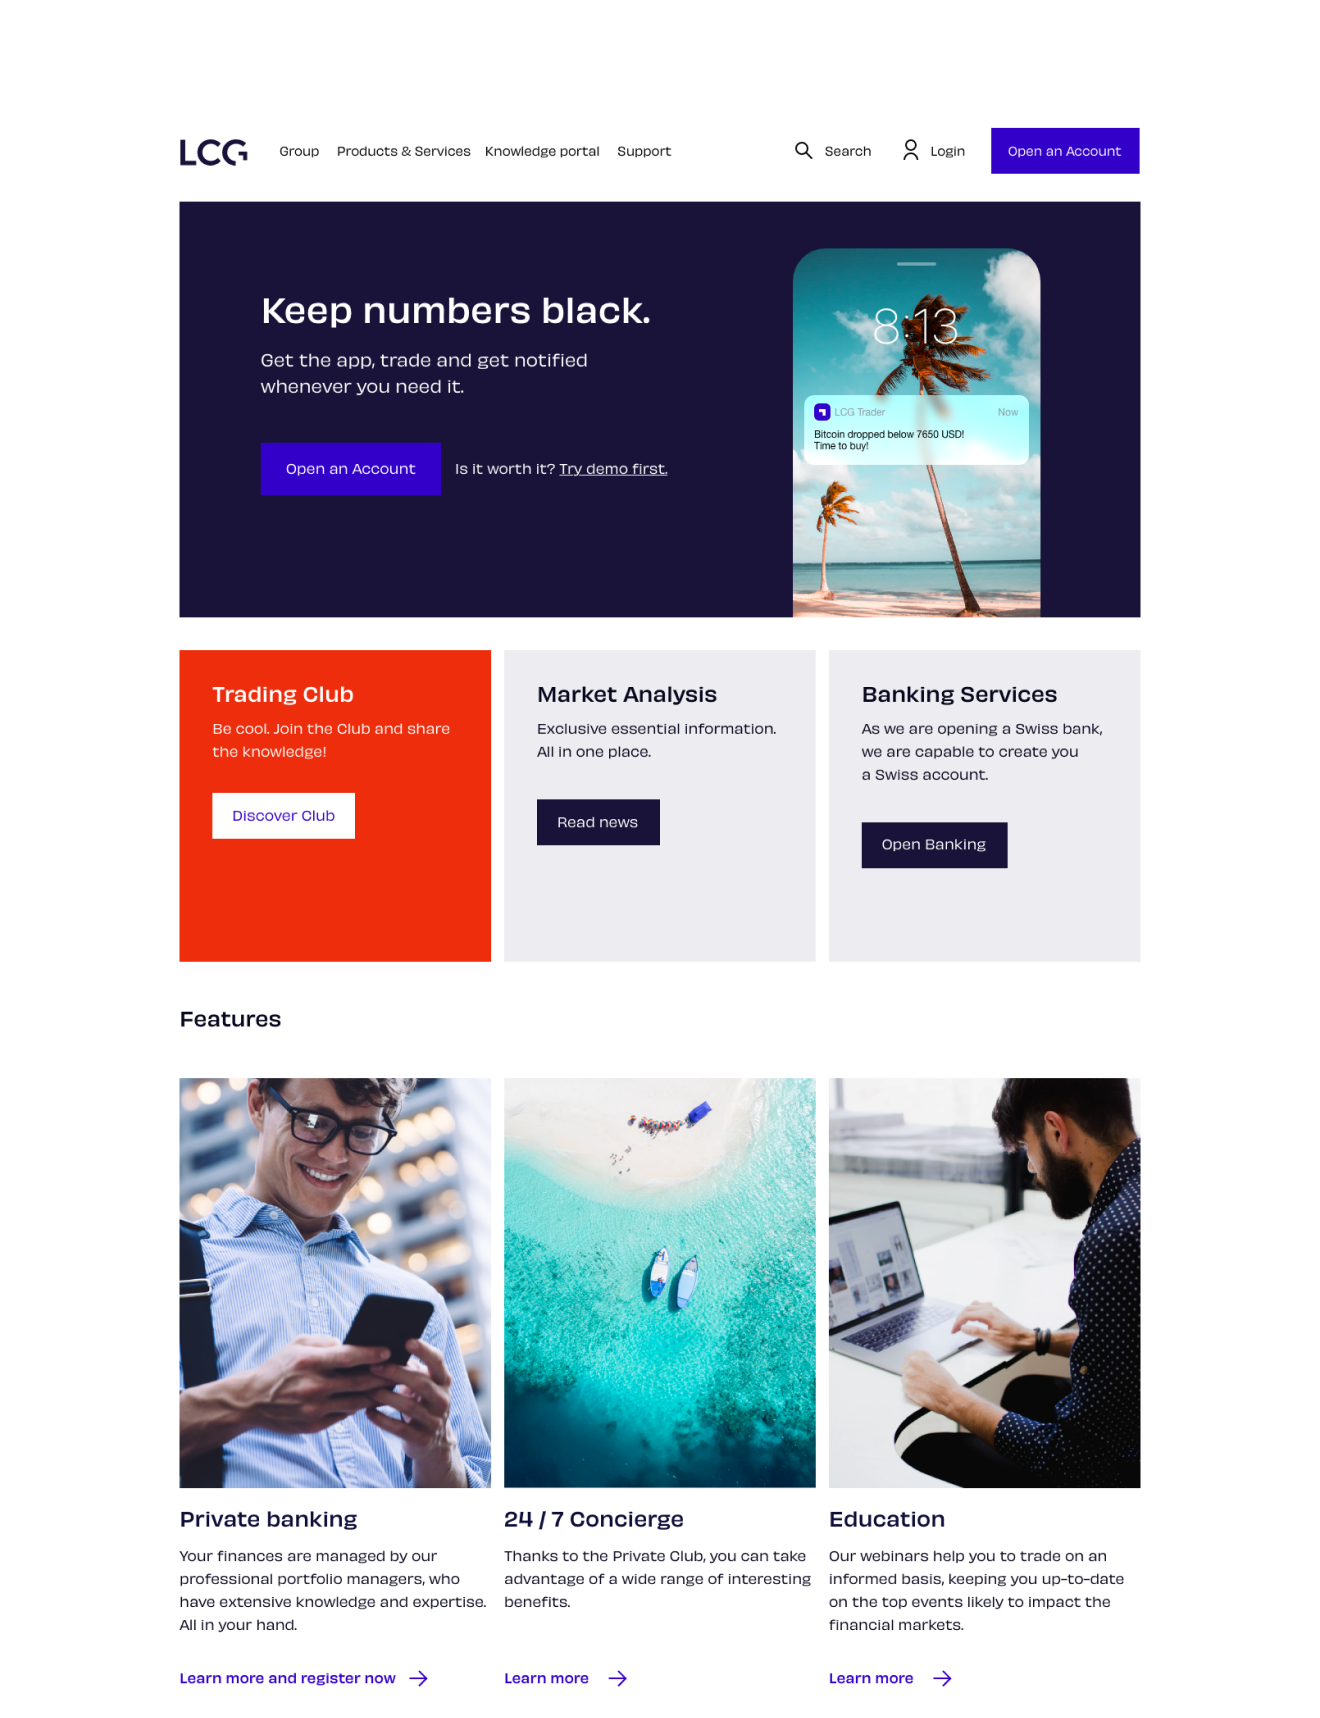 LCG
Group
Products & Services
Knowledge portal
Support
Search
Login
Open an Account
Keep numbers black.
Get the app, trade and get notified
whenever you need it.
Open an Account
Is it worth it? Try demo first.
8:13
LCG Trader
Now
Bitcoin dropped below 7650 USD!
Time to buy!
Trading Club
Be cool. Join the Club and share
the knowledge!
Discover Club
Market Analysis
Exclusive essential information.
All in one place.
Read news
Banking Services
As we are opening a Swiss bank,
we are capable to create you
a Swiss account.
Open Banking
Features
Private banking
Your finances are managed by our
professional portfolio managers, who
have extensive knowledge and expertise.
All in your hand.
Learn more and register now
24 / 7 Concierge
Thanks to the Private Club, you can take
advantage of a wide range of interesting
benefits.
Learn more
Education
Our webinars help you to trade on an
informed basis, keeping you up-to-date
on the top events likely to impact the
financial markets.
Learn more